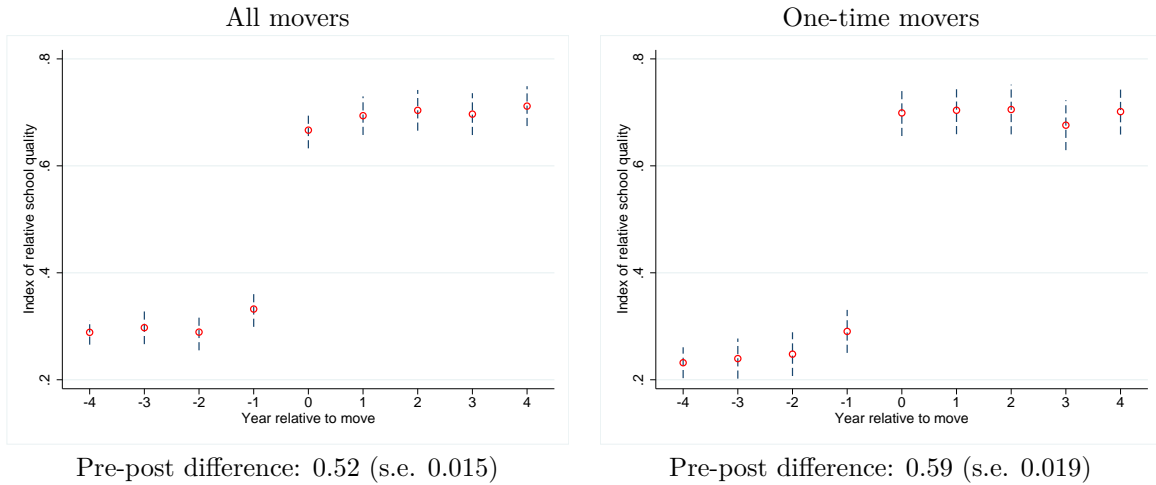 All movers
Index of relative school quality
.8
.6
.4
.2
-4 -3 -2 -1 0 1 2 3 4
Year relative to move
Pre-post difference: 0.52 (s.e. 0.015)
One-time movers
Index of relative school quality
.8
.6
.4
.2
-4 -3 -2 -1 0 1 2 3 4
Year relative to move
Pre-post difference: 0.59 (s.e. 0.019)